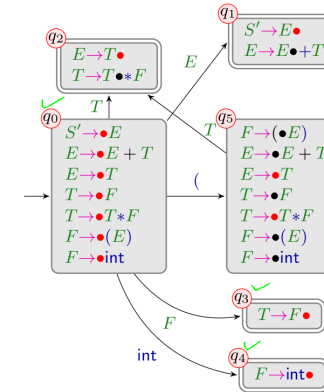 q₁
S′→E●
E→E●+T
q₂
E→T●
T→T●∗F
E
T
T
q₀
S′→●E
E→●E + T
E→●T
T→●F
T→●T∗F
F→●(E)
F→●int
(
q₅
F→(●E)
E→●E + T
E→●T
T→●F
T→●T∗F
F→●(E)
F→●int
q₃
T→F●
F
q₄
F→int●
int